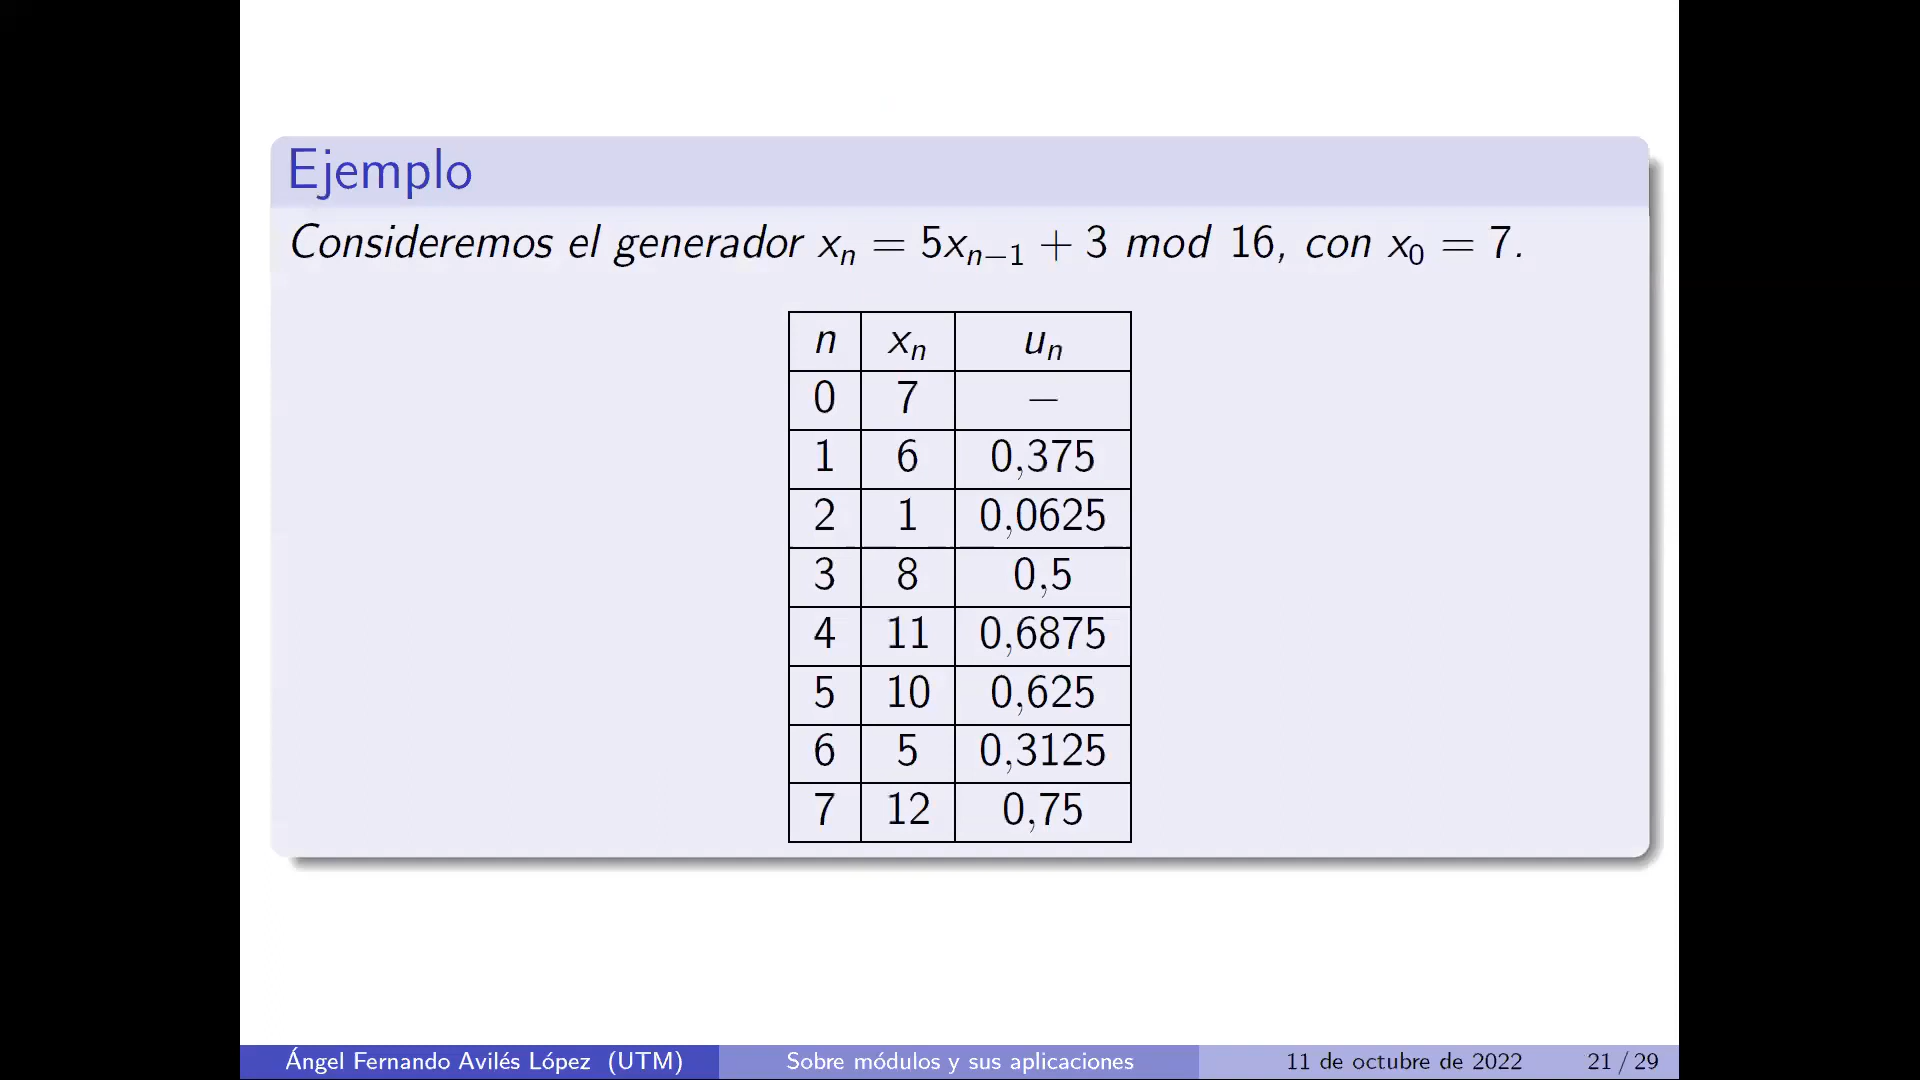 Ejemplo
Consideremos el generador xₙ = 5xₙ₋₁ + 3 mod 16, con x₀ = 7.
n xₙ uₙ
0 7 –
1 6 0,375
2 1 0,0625
3 8 0,5
4 11 0,6875
5 10 0,625
6 5 0,3125
7 12 0,75
Ángel Fernando Avilés López (UTM) Sobre módulos y sus aplicaciones 11 de octubre de 2022 21 / 29